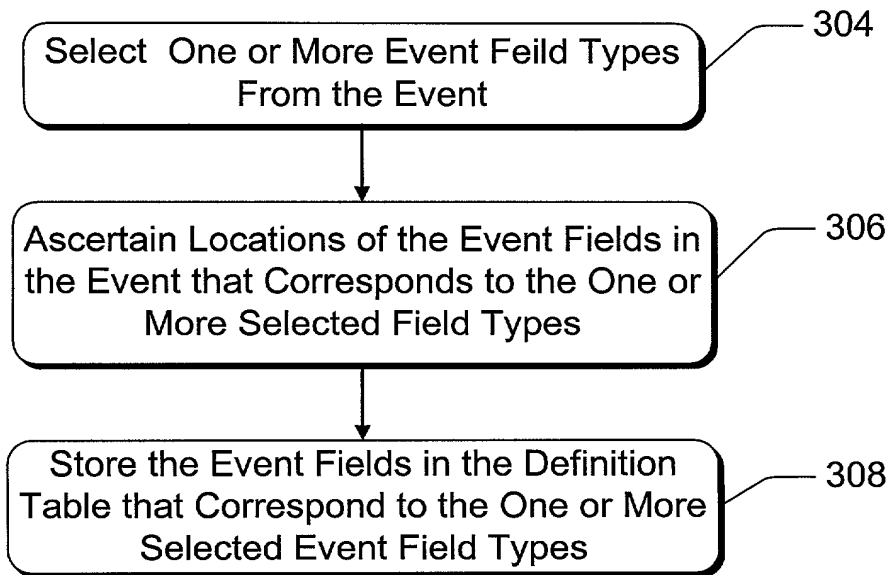 Select One or More Event Feild Types
From the Event
304
Ascertain Locations of the Event Fields in
the Event that Corresponds to the One or
More Selected Field Types
306
Store the Event Fields in the Definition
Table that Correspond to the One or More
Selected Event Field Types
308